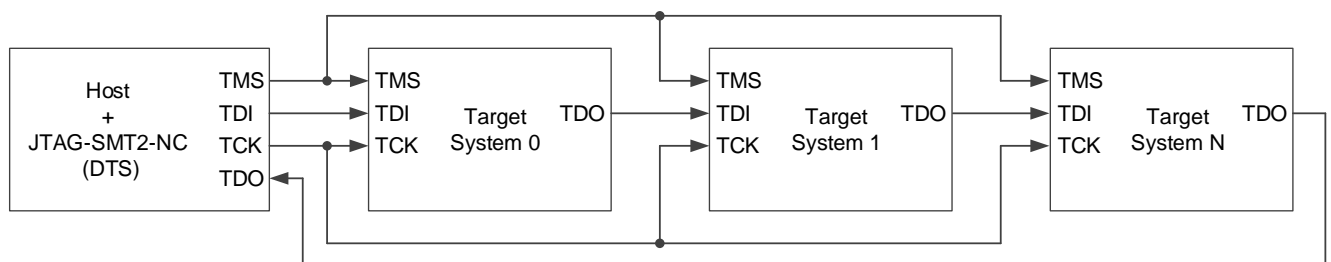 TMS
TDI
TCK
TDO
Host
+
JTAG-SMT2-NC
(DTS)
TMS
TDI
TCK
Target
System 0
TDO
TMS
TDI
TCK
Target
System 1
TDO
TMS
TDI
TCK
Target
System N
TDO